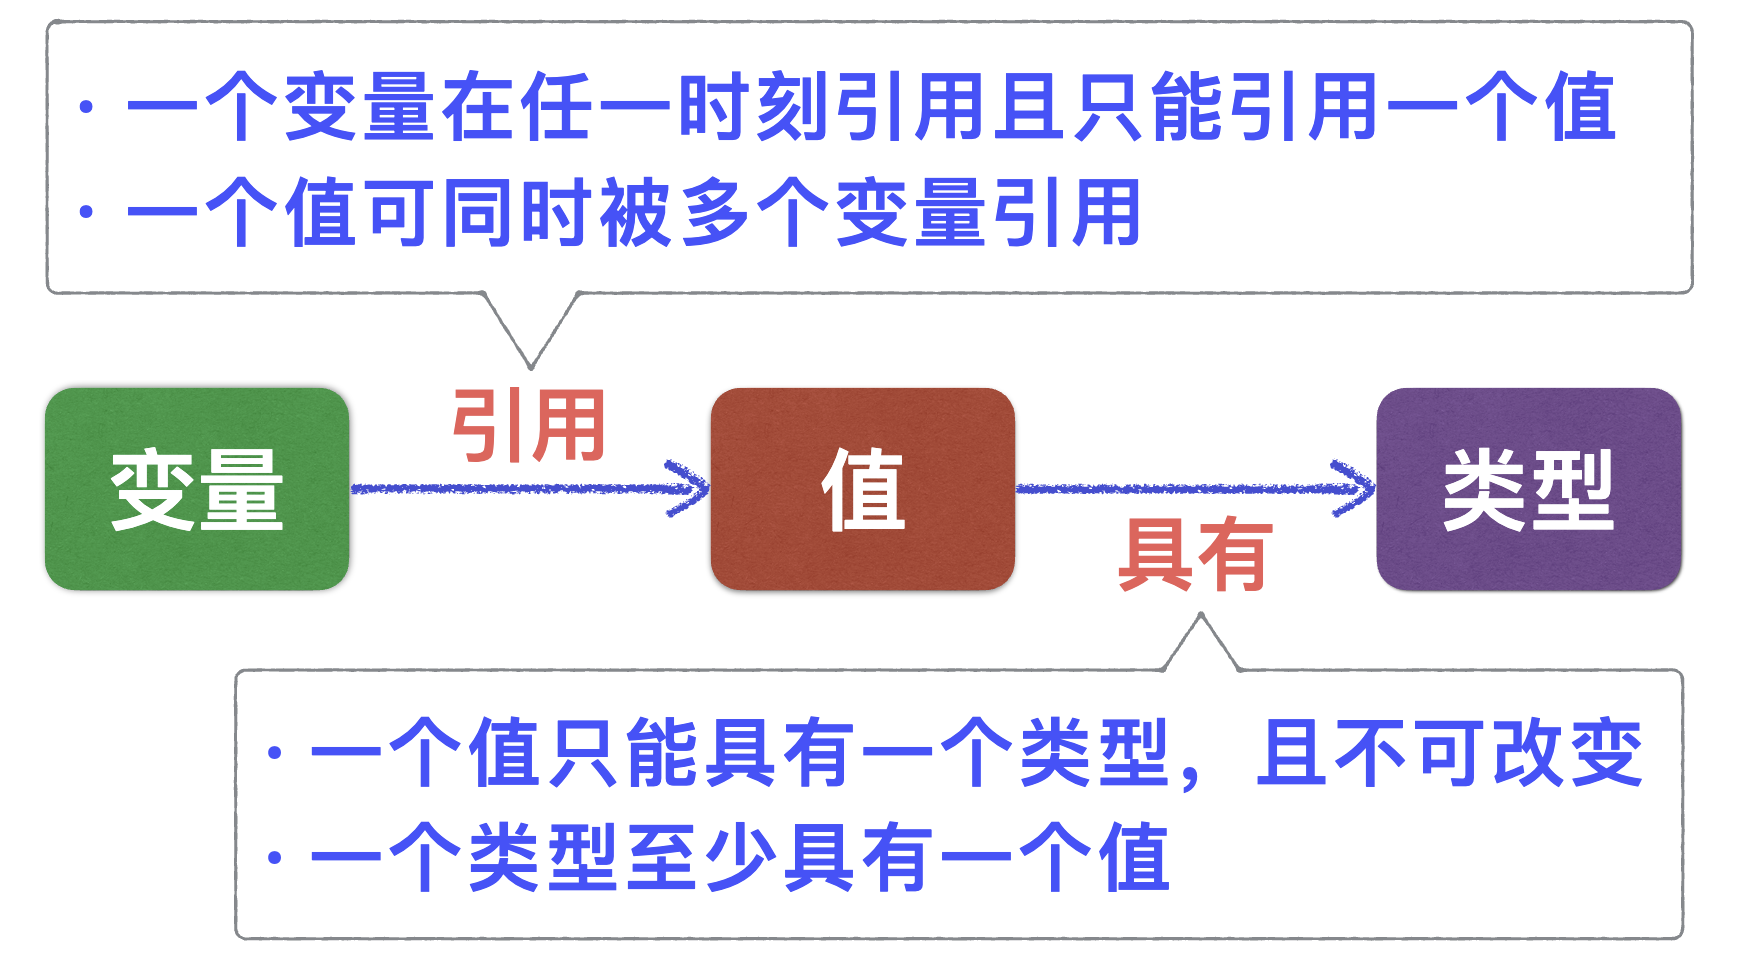 • 一个变量在任一时刻引用且只能引用一个值
• 一个值可同时被多个变量引用
引用
变量
值
类型
具有
• 一个值只能具有一个类型，且不可改变
• 一个类型至少具有一个值